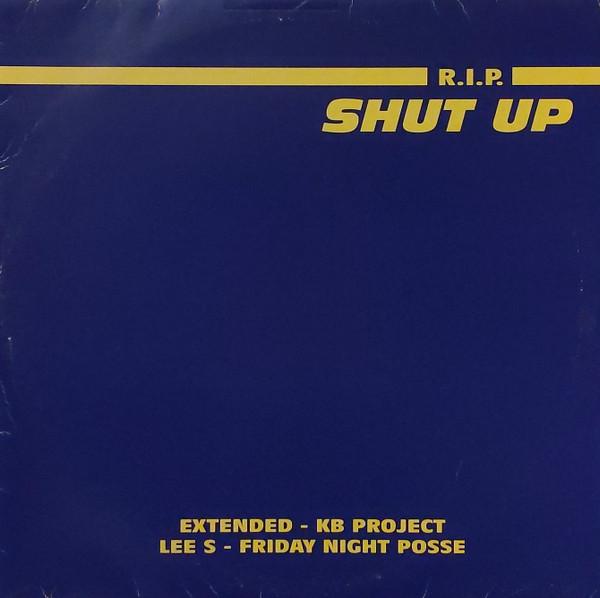 R.I.P.
SHUT UP
EXTENDED - KB PROJECT
LEE S - FRIDAY NIGHT POSSE